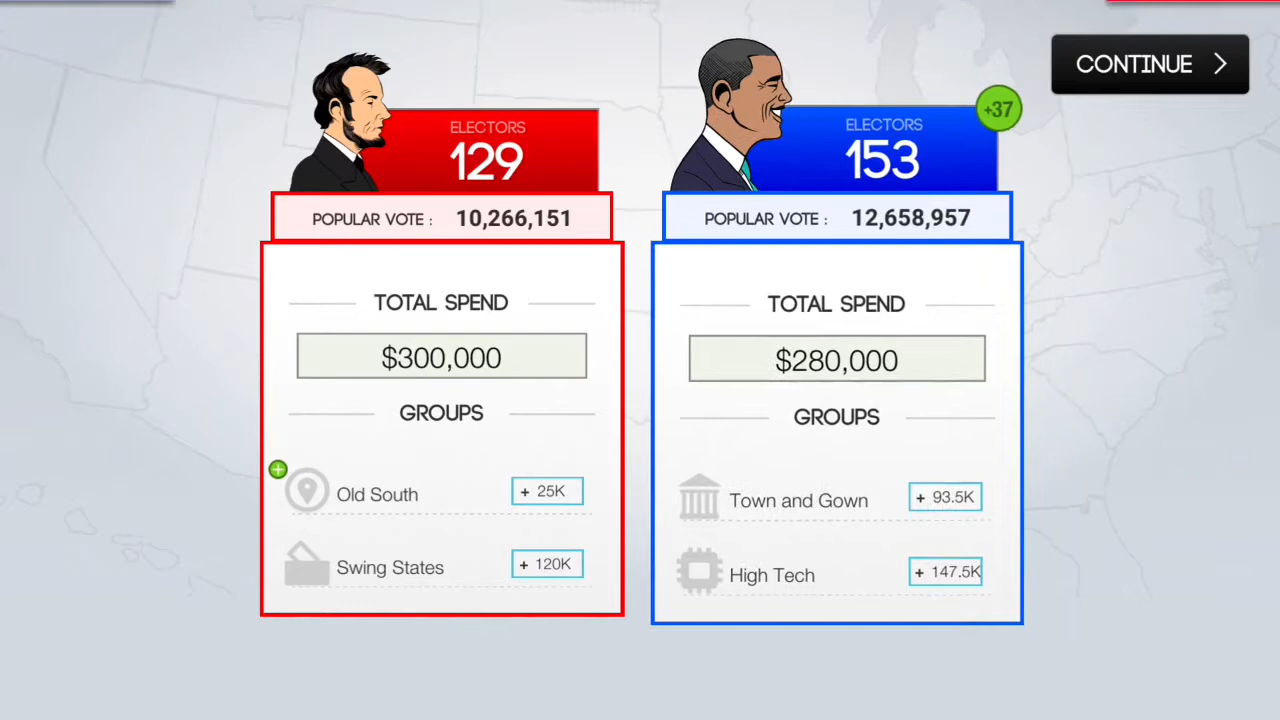 CONTINUE
ELECTORS
129
POPULAR VOTE : 10,266,151
TOTAL SPEND
$300,000
GROUPS
Old South + 25K
Swing States + 120K
+37
ELECTORS
153
POPULAR VOTE : 12,658,957
TOTAL SPEND
$280,000
GROUPS
Town and Gown + 93.5K
High Tech + 147.5K